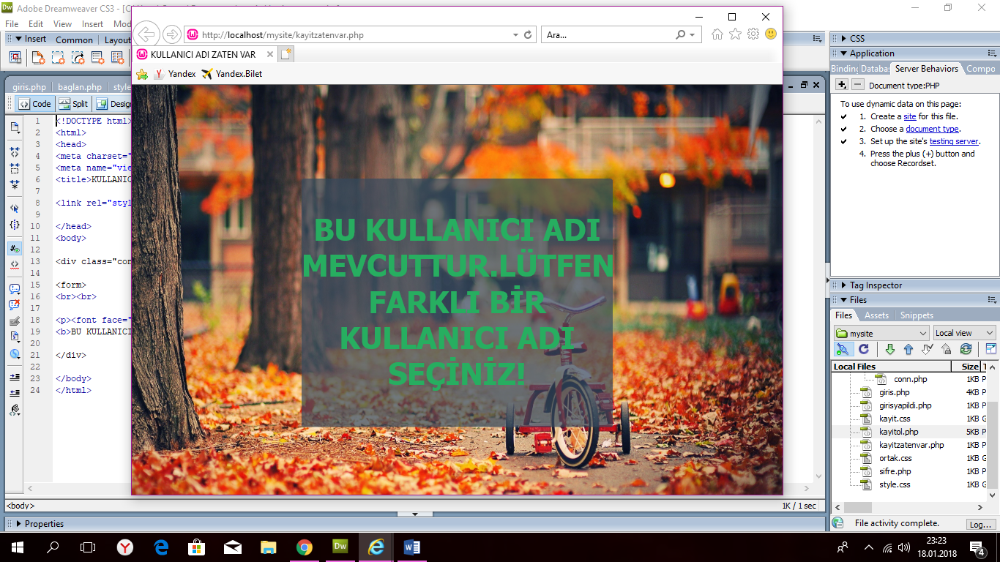 Adobe Dreamweaver CS3 - [C:
File Edit View Insert Mod
Insert Common Layout
giris.php baglan.php style
Code Split Design
1 <!DOCTYPE html>
2 <html>
3 <head>
4 <meta charset="
5 <meta name="vie
6 <title>KULLANIC
7
8 <link rel="styl
9
10 </head>
11 <body>
12
13 <div class="con
14
15 <form>
16 <br><br>
17
18 <p><font face="
19 <b>BU KULLANICI
20
21 </div>
22
23 </body>
24 </html>
<body>
1K / 1 sec
Properties
http://localhost/mysite/kayitzatenvar.php
Ara...
KULLANICI ADI ZATEN VAR
Yandex Yandex.Bilet
BU KULLANICI ADI
MEVCUTTUR.LÜTFEN
FARKLI BİR
KULLANICI ADI
SEÇİNİZ!
CSS
Application
Bindin Databa Server Behaviors Compo
Document type:PHP
To use dynamic data on this page:
1. Create a site for this file.
2. Choose a document type.
3. Set up the site's testing server.
4. Press the plus (+) button and
choose Recordset.
Tag Inspector
Files
Files Assets Snippets
mysite Local view
Local Files Size T
conn.php 1KB P
giris.php 4KB P
girisyapildi.php 1KB P
kayit.css 1KB G
kayitol.php 5KB P
kayitzatenvar.php 1KB P
ortak.css 1KB G
sifre.php 1KB P
style.css 1KB G
File activity complete. Log...
23:23
18.01.2018
4